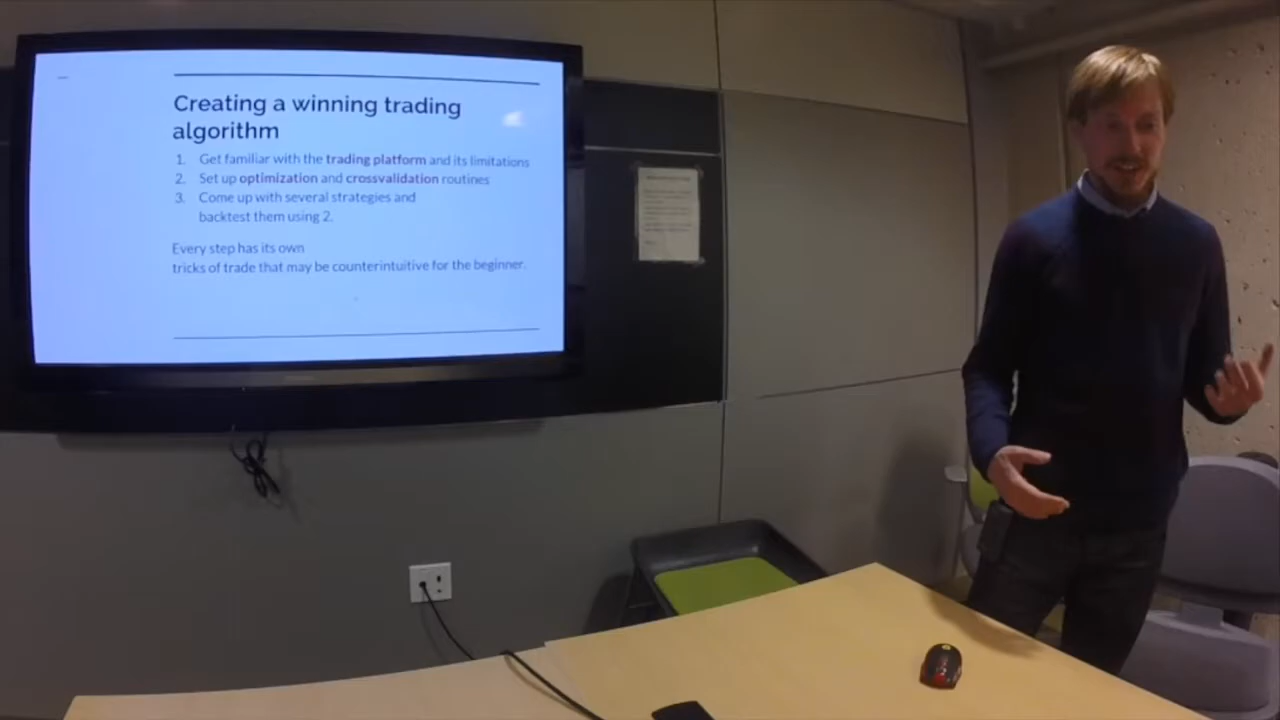 Creating a winning trading
algorithm
1. Get familiar with the trading platform and its limitations
2. Set up optimization and crossvalidation routines
3. Come up with several strategies and
backtest them using 2.
Every step has its own
tricks of trade that may be counterintuitive for the beginner.